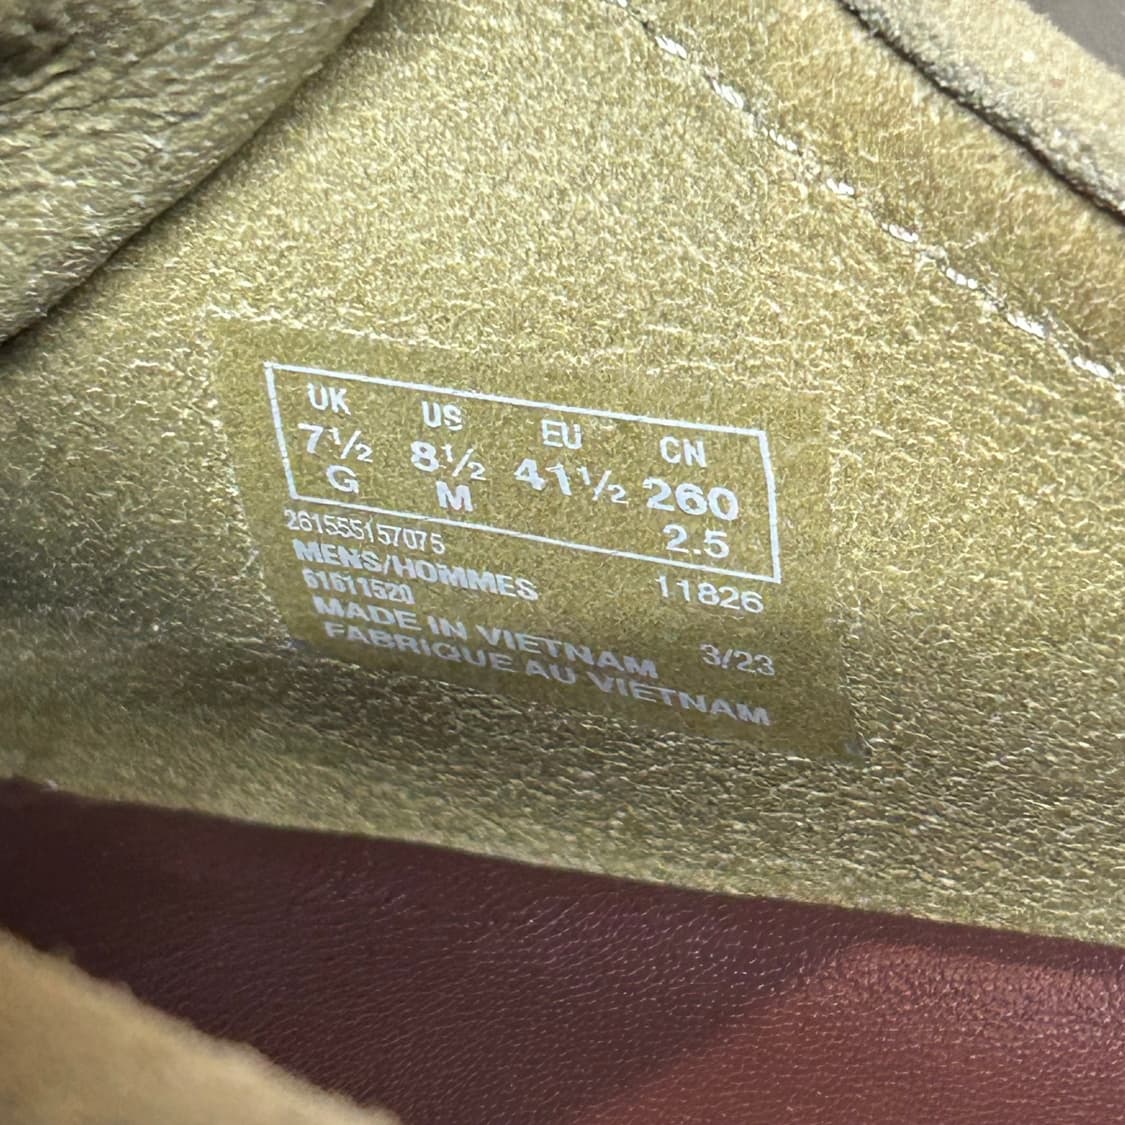 UK US EU CN
7½ 8½ 41½ 260
G M 2.5
261555157075
MENS/HOMMES 11826
61611520
MADE IN VIETNAM 3/23
FABRIQUE AU VIETNAM